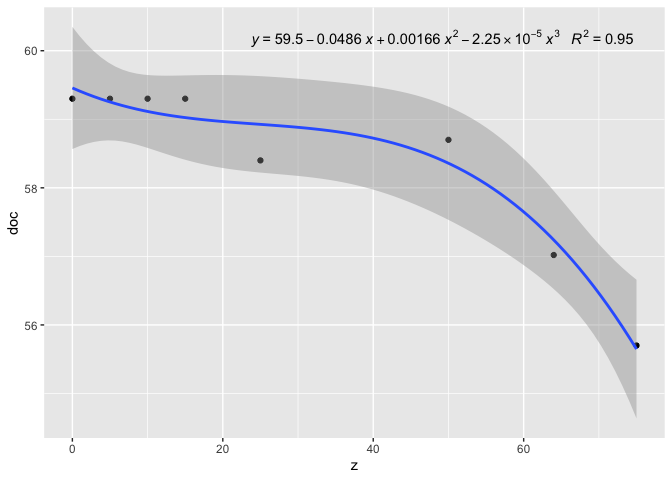 y = 59.5 – 0.0486 x + 0.00166 x² – 2.25 × 10⁻⁵ x³   R² = 0.95
60
58
56
doc
0 20 40 60
z